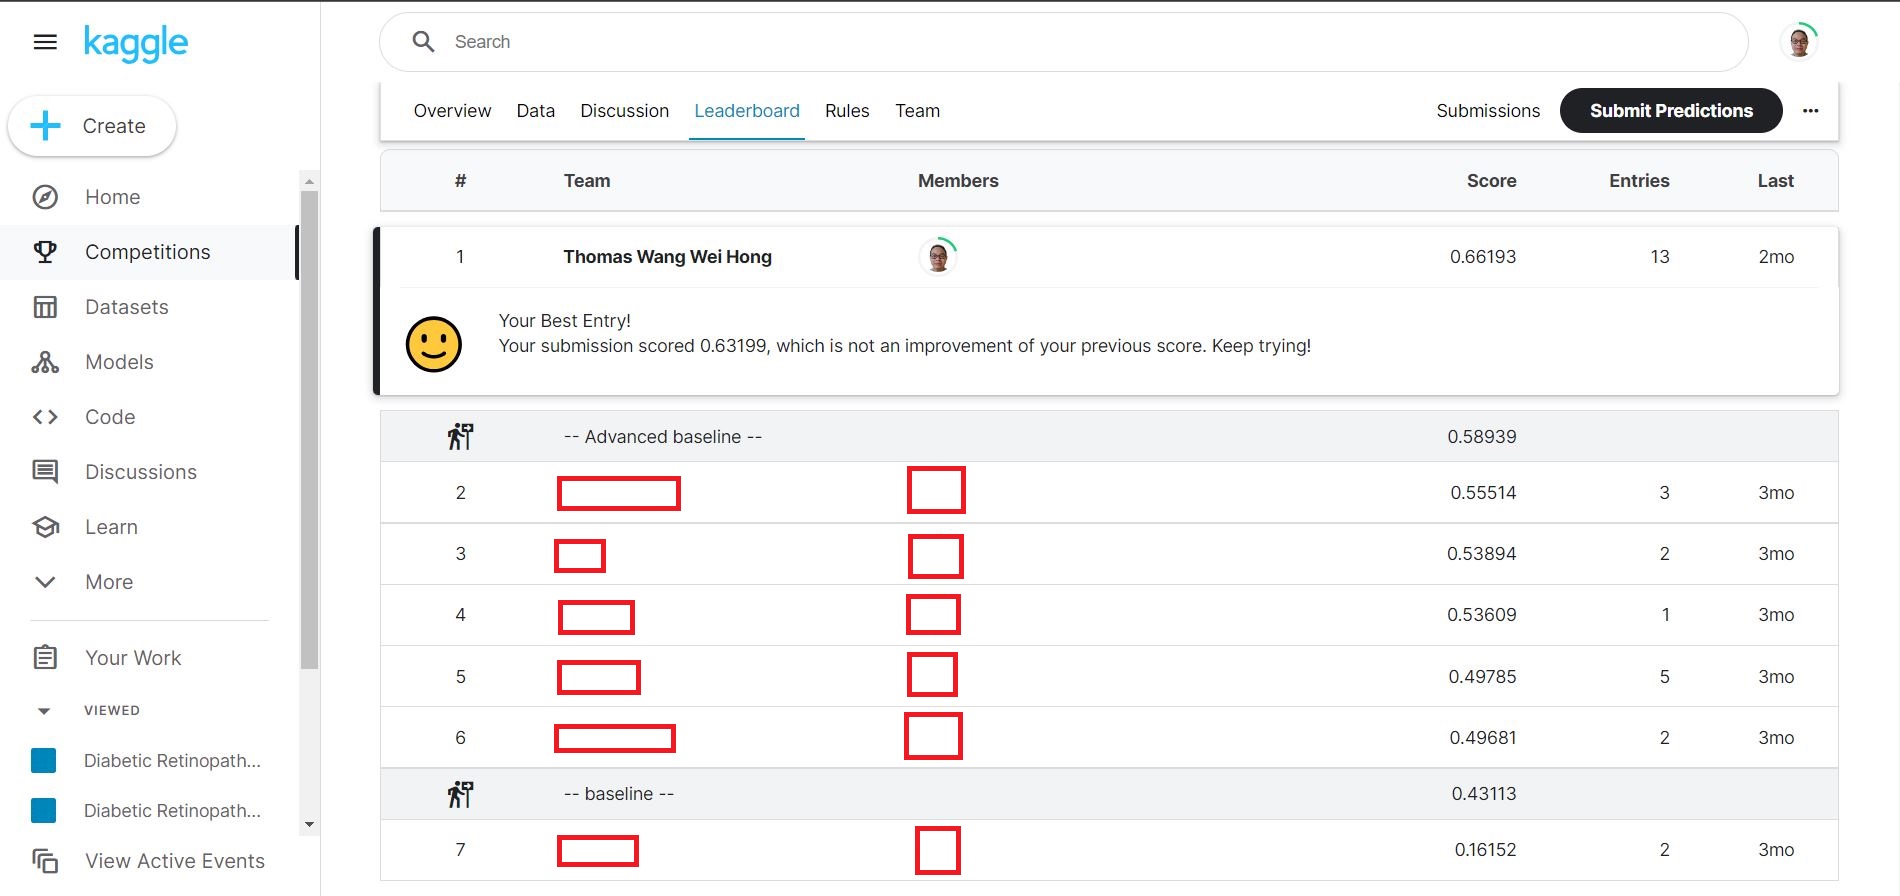 kaggle
Search
Create
Home
Competitions
Datasets
Models
Code
Discussions
Learn
More
Your Work
VIEWED
Diabetic Retinopath...
Diabetic Retinopath...
View Active Events
Overview Data Discussion Leaderboard Rules Team Submissions Submit Predictions
# Team Members Score Entries Last
1 Thomas Wang Wei Hong 0.66193 13 2mo
Your Best Entry!
Your submission scored 0.63199, which is not an improvement of your previous score. Keep trying!
-- Advanced baseline -- 0.58939
2 0.55514 3 3mo
3 0.53894 2 3mo
4 0.53609 1 3mo
5 0.49785 5 3mo
6 0.49681 2 3mo
-- baseline -- 0.43113
7 0.16152 2 3mo